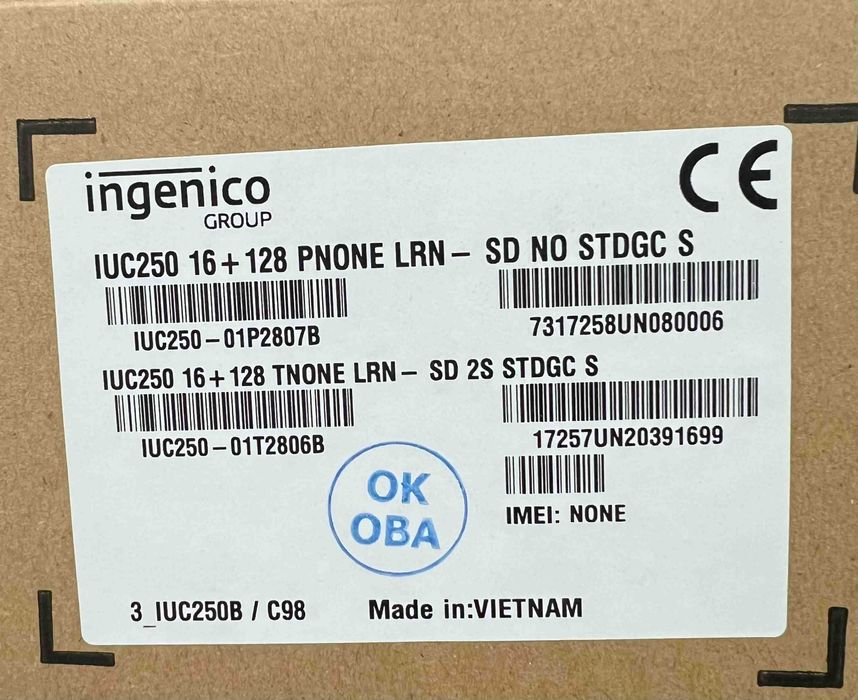 ingenico
GROUP
CE
IUC250 16+128 PNONE LRN- SD NO STDGC S
IUC250-01P2807B
7317258UN080006
IUC250 16+128 TNONE LRN- SD 2S STDGC S
IUC250-01T2806B
17257UN20391699
IMEI: NONE
OK
OBA
3_IUC250B / C98
Made in:VIETNAM